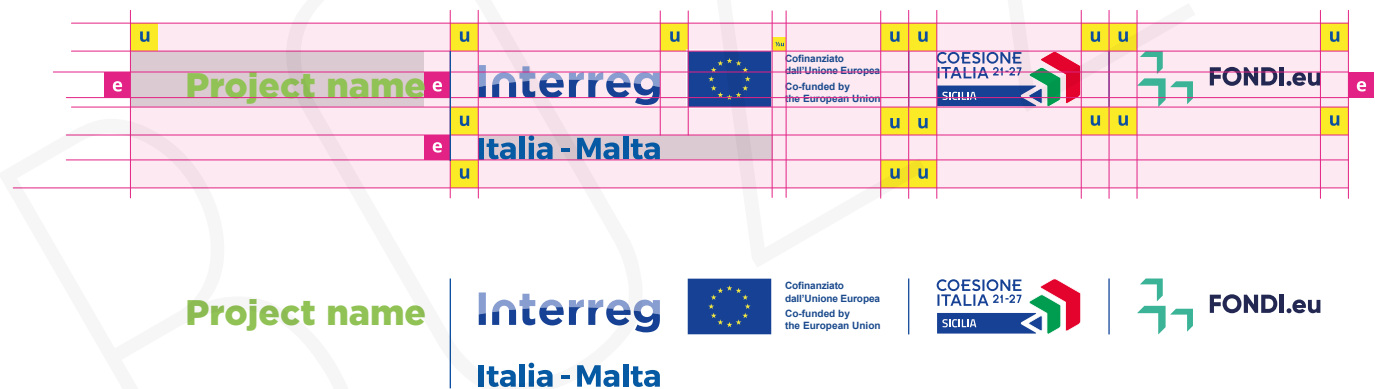 u u u ½u u u u u u
COESIONE
ITALIA 21-27
SICILIA
Cofinanziato
dall'Unione Europea
Co-funded by
the European Union
e Project name e Interreg FONDI.eu e
u u u u u u
e Italia - Malta
u u u
Project name
Interreg
Cofinanziato
dall'Unione Europea
Co-funded by
the European Union
COESIONE
ITALIA 21-27
SICILIA
FONDI.eu
Italia - Malta